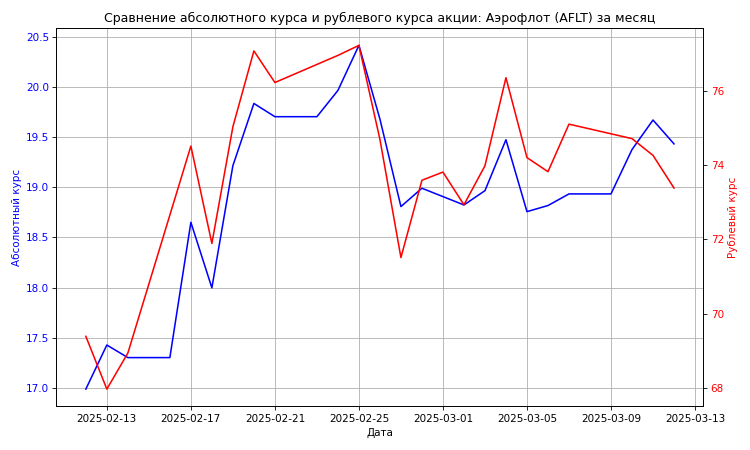 Сравнение абсолютного курса и рублевого курса акции: Аэрофлот (AFLT) за месяц
20.5
20.0
19.5
19.0
18.5
18.0
17.5
17.0
Абсолютный курс
76
74
72
70
68
Рублевый курс
2025-02-13 2025-02-17 2025-02-21 2025-02-25 2025-03-01 2025-03-05 2025-03-09 2025-03-13
Дата